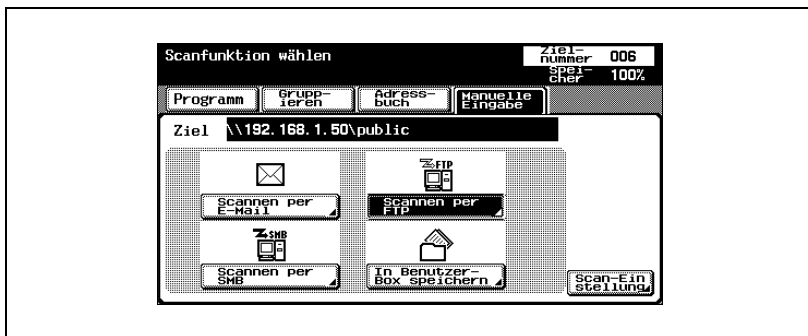 Scanfunktion wählen
Ziel-
nummer 006
Spei-
cher 100%
Programm
Grupp-
ieren
Adress-
buch
Manuelle
Eingabe
Ziel \\192.168.1.50\public
FTP
Scannen per
E-Mail
Scannen per
FTP
SMB
Scannen per
SMB
In Benutzer-
Box speichern
Scan-Ein
stellung